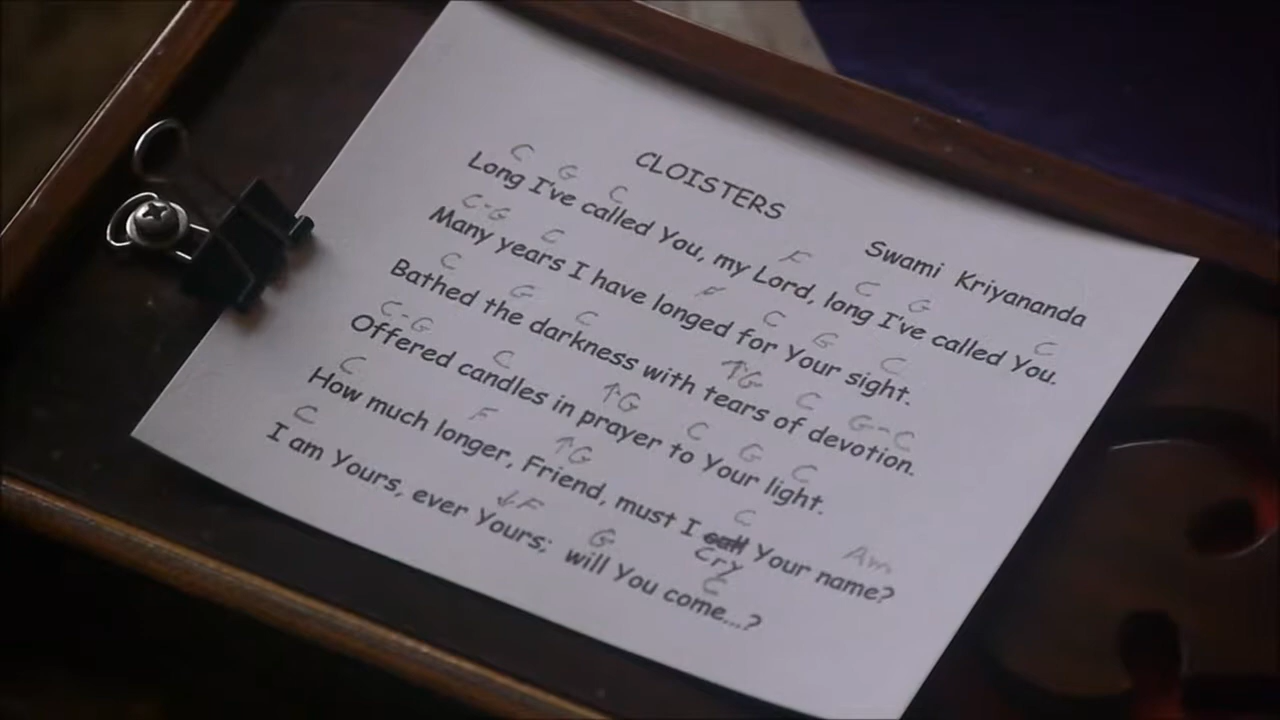 CLOISTERS
Swami Kriyananda
C G C F C G C
Long I've called You, my Lord, long I've called You.
C-G C F C G C
Many years I have longed for Your sight.
C G C ↑G C G-C
Bathed the darkness with tears of devotion.
C-G C ↑G C G C
Offered candles in prayer to Your light.
C F ↑G C Am
How much longer, Friend, must I call Your name?
Cry
C ↓F G C
I am Yours, ever Yours; will You come...?